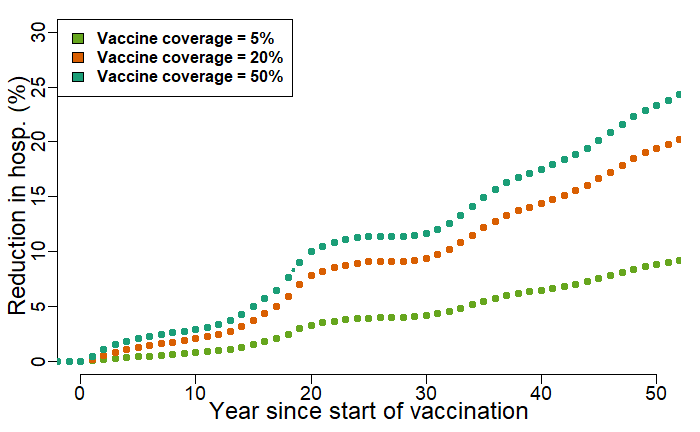 Vaccine coverage = 5%
Vaccine coverage = 20%
Vaccine coverage = 50%
Reduction in hosp. (%)
30
25
20
15
10
5
0
0 10 20 30 40 50
Year since start of vaccination